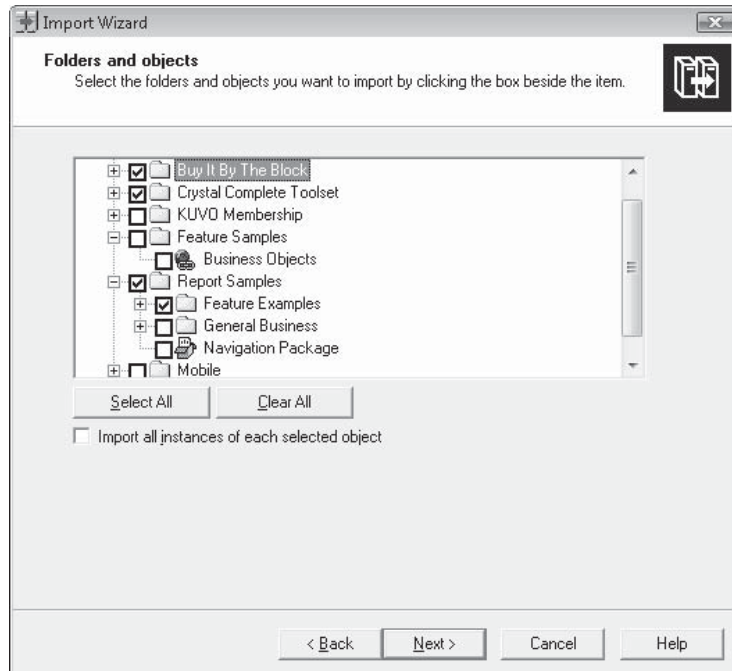 Import Wizard
Folders and objects
Select the folders and objects you want to import by clicking the box beside the item.
Buy It By The Block
Crystal Complete Toolset
KUVO Membership
Feature Samples
Business Objects
Report Samples
Feature Examples
General Business
Navigation Package
Mobile
Select All Clear All
Import all instances of each selected object
< Back Next > Cancel Help